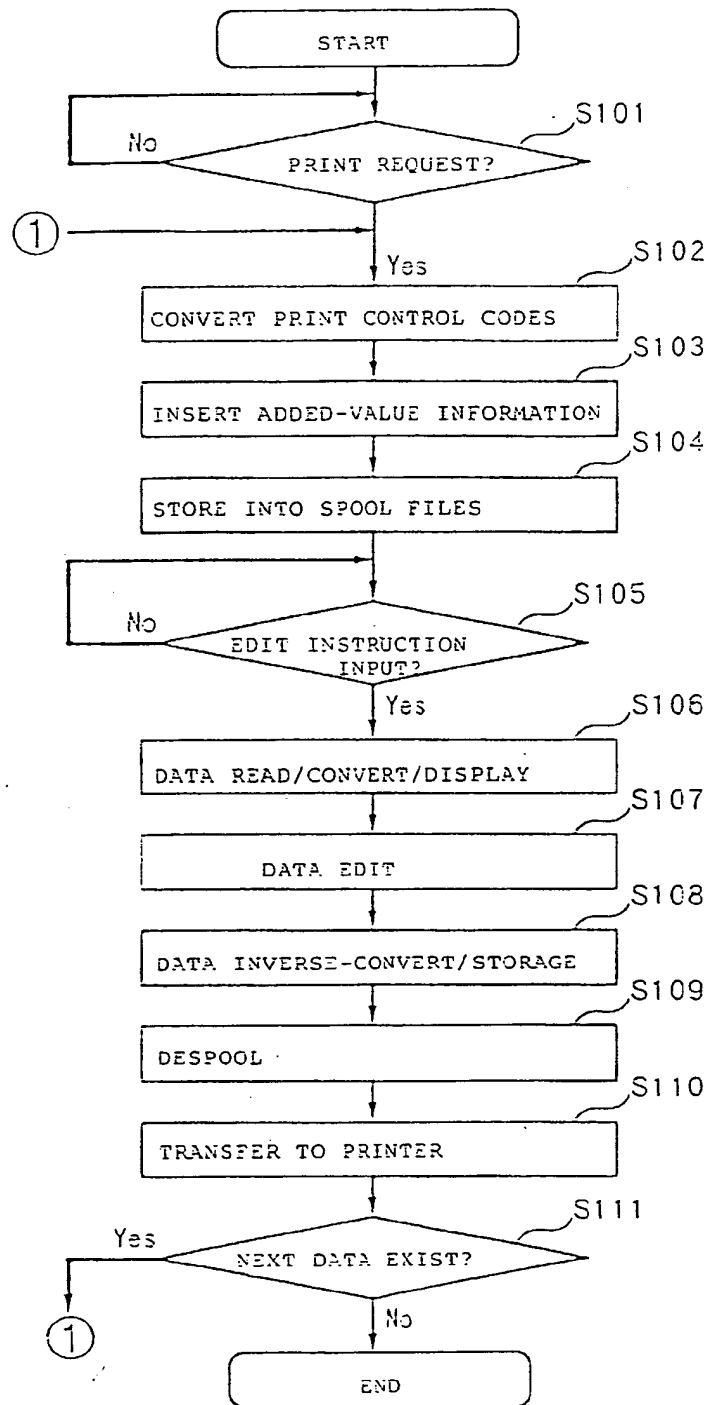 START
S101
No
PRINT REQUEST?
1
Yes
S102
CONVERT PRINT CONTROL CODES
S103
INSERT ADDED-VALUE INFORMATION
S104
STORE INTO SPOOL FILES
S105
No
EDIT INSTRUCTION
INPUT?
Yes
S106
DATA READ/CONVERT/DISPLAY
S107
DATA EDIT
S108
DATA INVERSE-CONVERT/STORAGE
S109
DESPOOL
S110
TRANSFER TO PRINTER
S111
Yes
NEXT DATA EXIST?
1
No
END